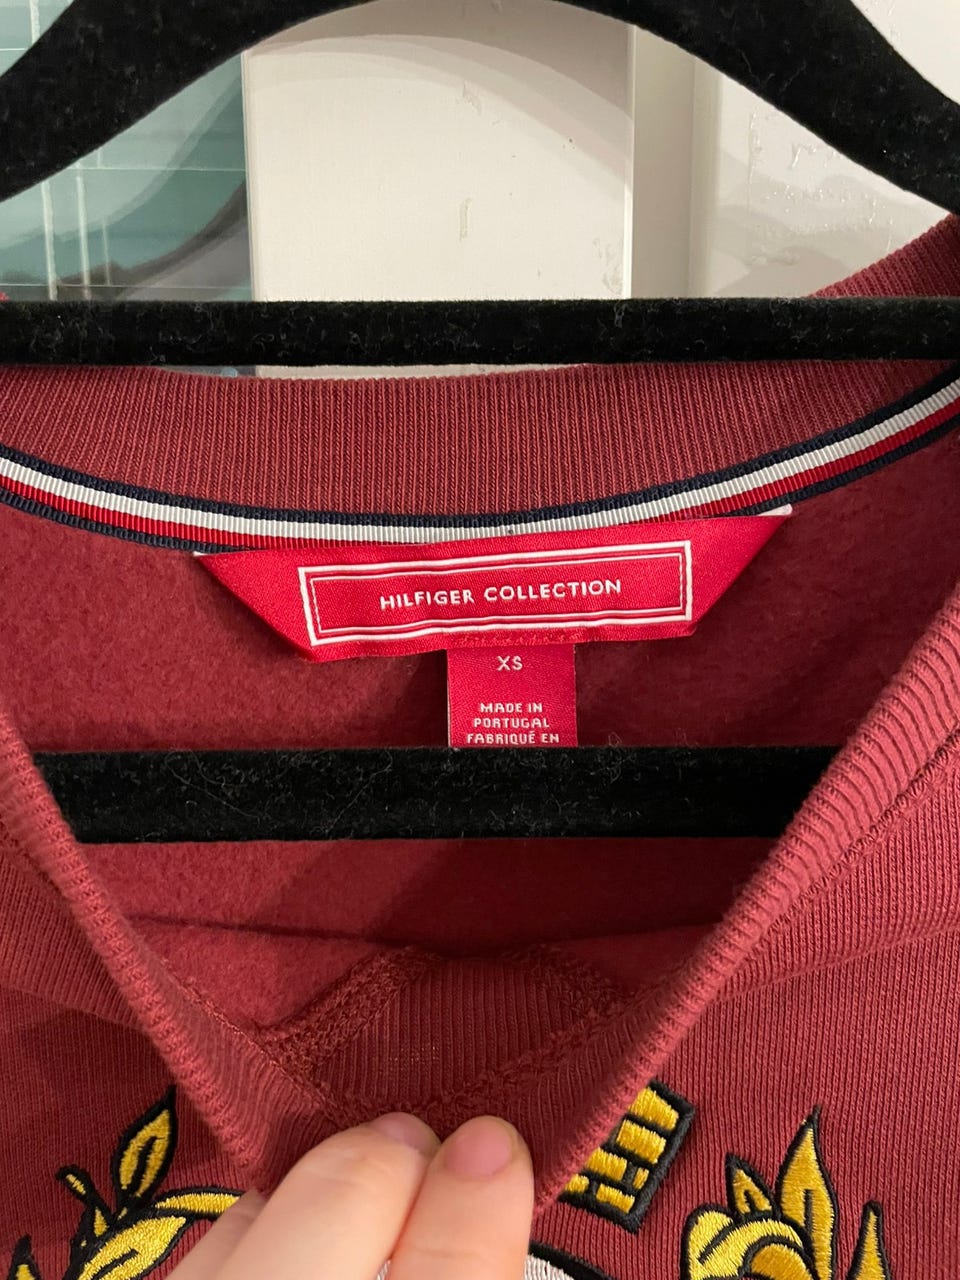 HILFIGER COLLECTION
XS
MADE IN
PORTUGAL
FABRIQUÉ EN